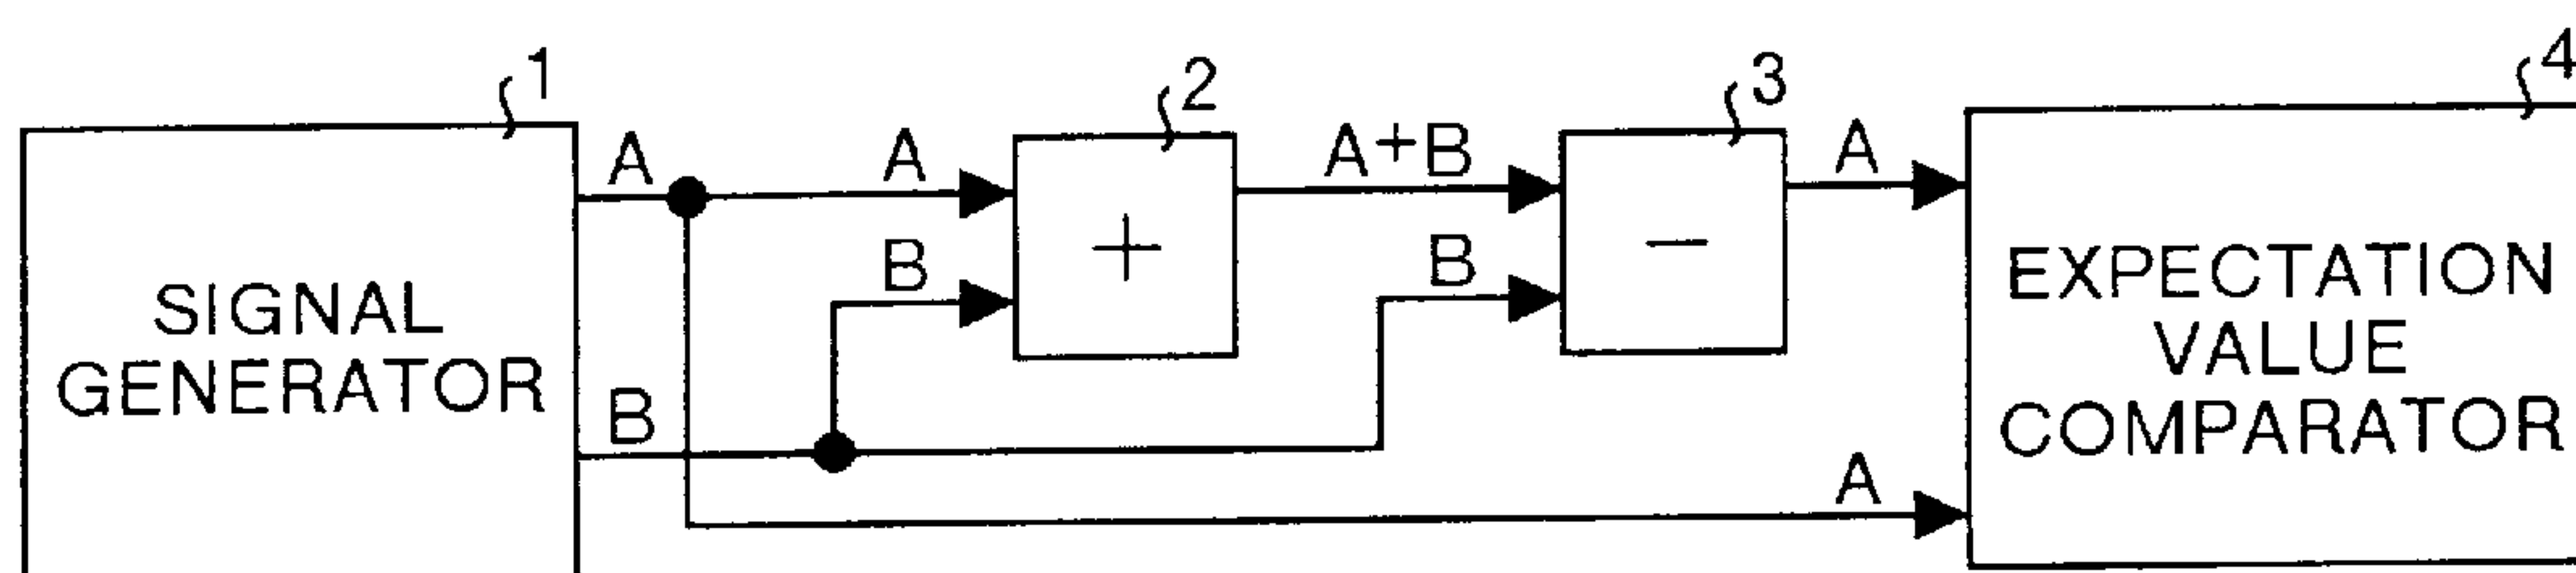 1
2
3
4
A
A
A+B
A
B
B
+
−
SIGNAL
GENERATOR
EXPECTATION
VALUE
COMPARATOR
B
A